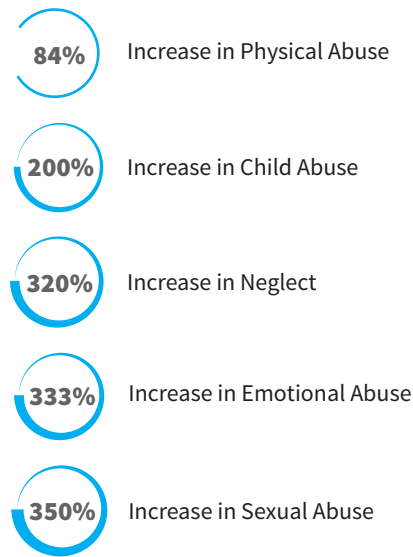 84% Increase in Physical Abuse
200% Increase in Child Abuse
320% Increase in Neglect
333% Increase in Emotional Abuse
350% Increase in Sexual Abuse